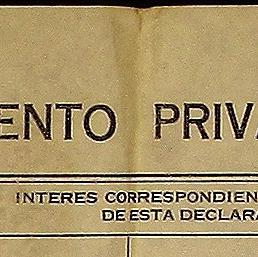 ENTO PRIVA
INTERES CORRESPONDIEN
DE ESTA DECLARA